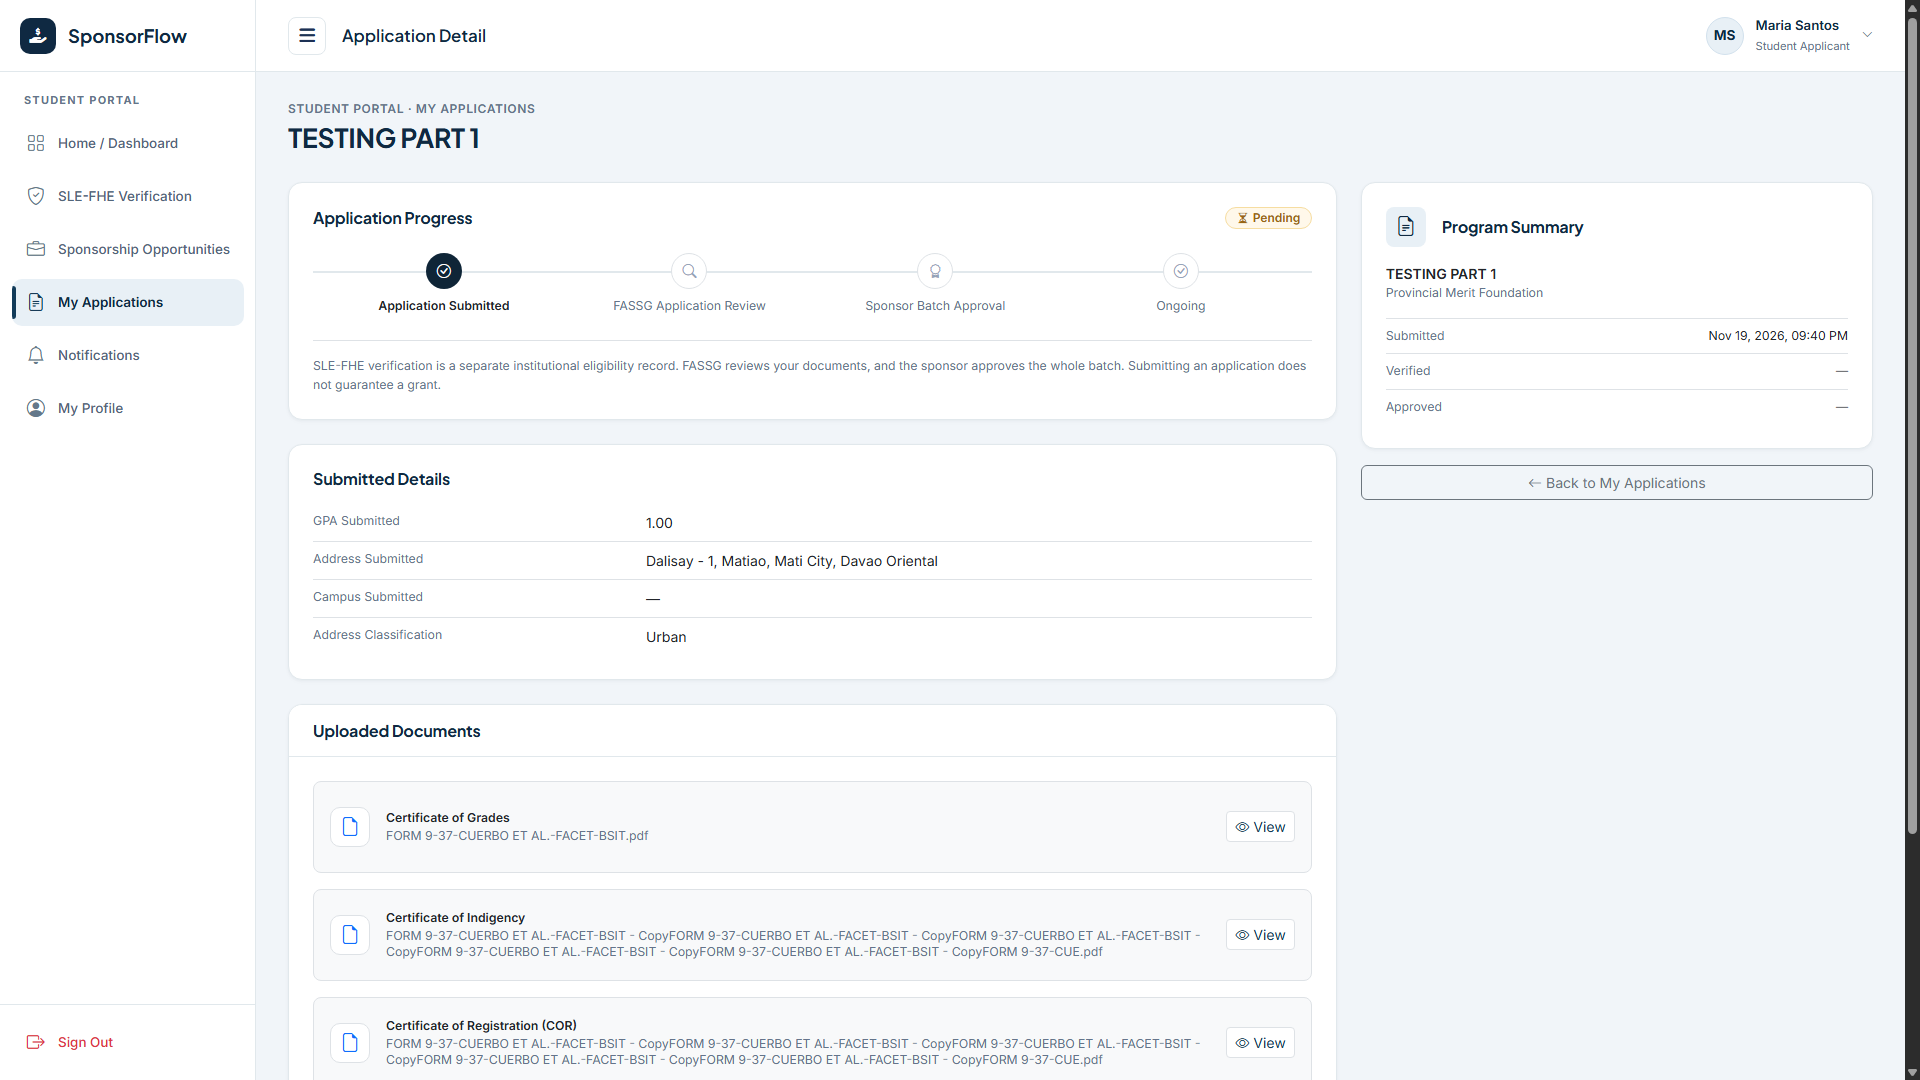 SponsorFlow
Application Detail
MS
Maria Santos
Student Applicant
STUDENT PORTAL
Home / Dashboard
SLE-FHE Verification
Sponsorship Opportunities
My Applications
Notifications
My Profile
Sign Out
STUDENT PORTAL · MY APPLICATIONS
TESTING PART 1
Application Progress
Pending
Application Submitted
FASSG Application Review
Sponsor Batch Approval
Ongoing
SLE-FHE verification is a separate institutional eligibility record. FASSG reviews your documents, and the sponsor approves the whole batch. Submitting an application does
not guarantee a grant.
Submitted Details
GPA Submitted 1.00
Address Submitted Dalisay - 1, Matiao, Mati City, Davao Oriental
Campus Submitted —
Address Classification Urban
Uploaded Documents
Certificate of Grades
FORM 9-37-CUERBO ET AL.-FACET-BSIT.pdf
View
Certificate of Indigency
FORM 9-37-CUERBO ET AL.-FACET-BSIT - CopyFORM 9-37-CUERBO ET AL.-FACET-BSIT - CopyFORM 9-37-CUERBO ET AL.-FACET-BSIT -
CopyFORM 9-37-CUERBO ET AL.-FACET-BSIT - CopyFORM 9-37-CUERBO ET AL.-FACET-BSIT - CopyFORM 9-37-CUE.pdf
View
Certificate of Registration (COR)
FORM 9-37-CUERBO ET AL.-FACET-BSIT - CopyFORM 9-37-CUERBO ET AL.-FACET-BSIT - CopyFORM 9-37-CUERBO ET AL.-FACET-BSIT -
CopyFORM 9-37-CUERBO ET AL.-FACET-BSIT - CopyFORM 9-37-CUERBO ET AL.-FACET-BSIT - CopyFORM 9-37-CUE.pdf
View
Program Summary
TESTING PART 1
Provincial Merit Foundation
Submitted Nov 19, 2026, 09:40 PM
Verified —
Approved —
← Back to My Applications